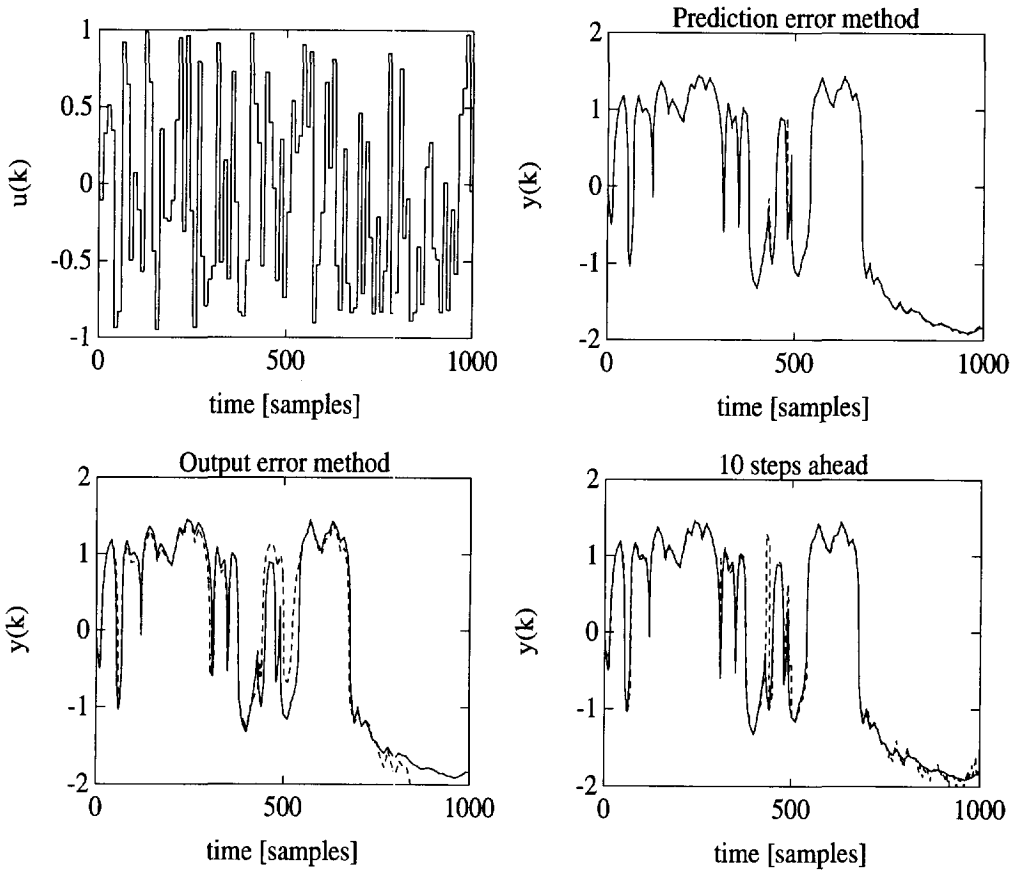 1
0.5
0
-0.5
-1
u(k)
0
500
1000
time [samples]
Prediction error method
2
1
0
-1
-2
y(k)
0
500
1000
time [samples]
Output error method
2
1
0
-1
-2
y(k)
0
500
1000
time [samples]
10 steps ahead
2
1
0
-1
-2
y(k)
0
500
1000
time [samples]